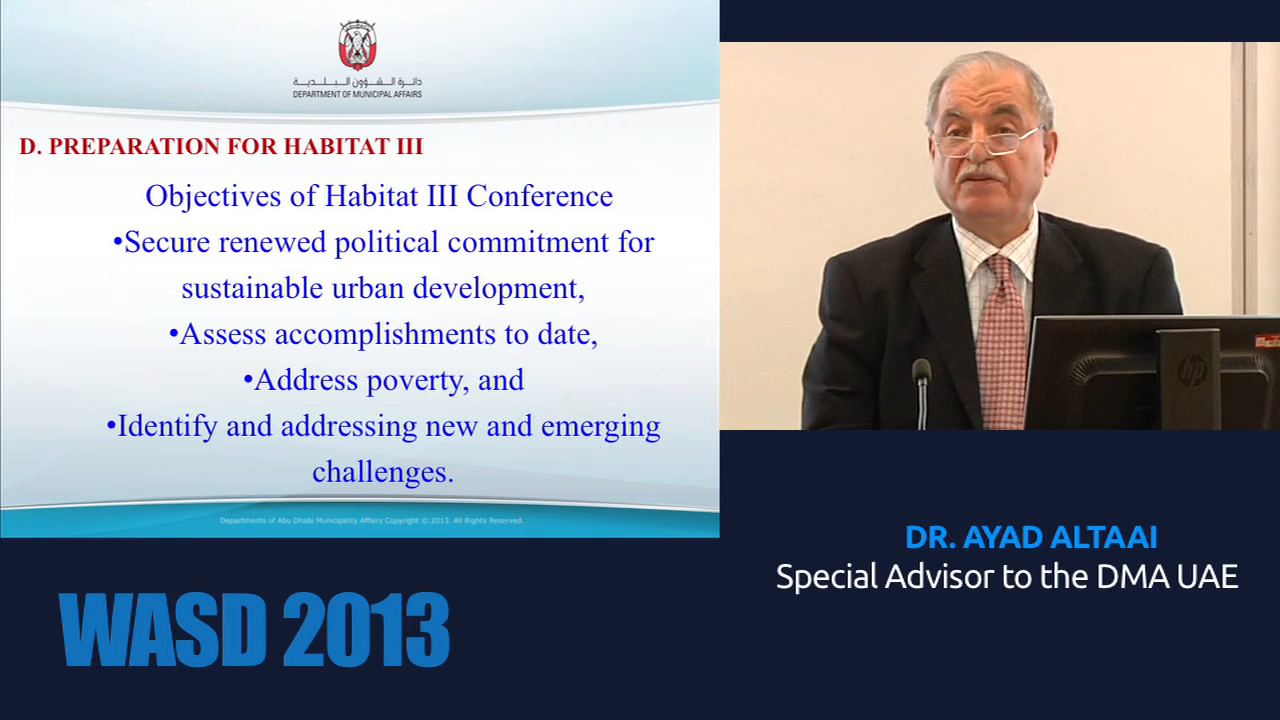 دائرة الشؤون البلدية
DEPARTMENT OF MUNICIPAL AFFAIRS
D. PREPARATION FOR HABITAT III
Objectives of Habitat III Conference
•Secure renewed political commitment for
sustainable urban development,
•Assess accomplishments to date,
•Address poverty, and
•Identify and addressing new and emerging
challenges.
Departments of Abu Dhabi Municipality Affairs Copyright © 2013. All Rights Reserved.
hp
DR. AYAD ALTAAI
Special Advisor to the DMA UAE
WASD 2013